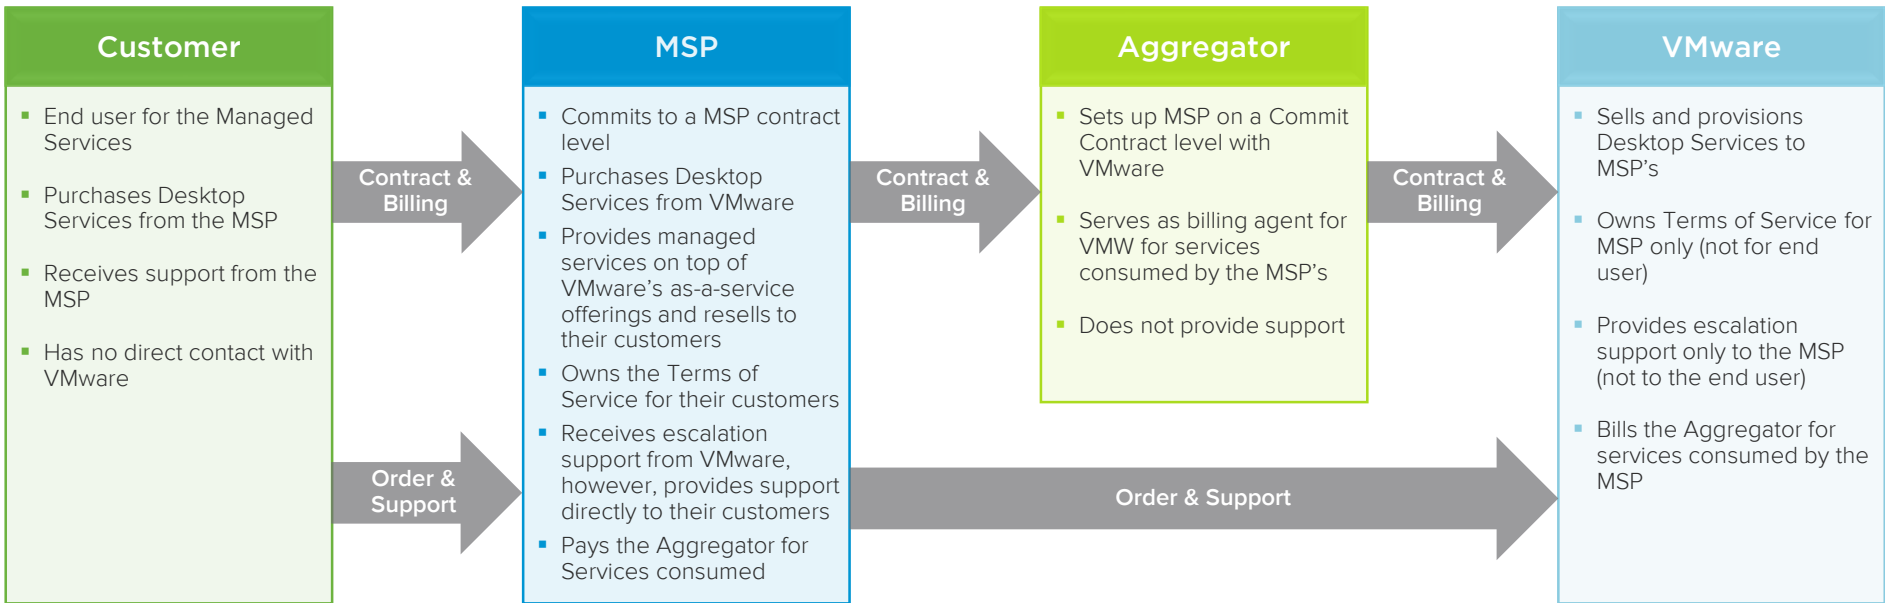 Customer
▪ End user for the Managed
Services
▪ Purchases Desktop
Services from the MSP
▪ Receives support from the
MSP
▪ Has no direct contact with
VMware
Contract &
Billing
Order &
Support
MSP
▪ Commits to a MSP contract
level
▪ Purchases Desktop
Services from VMware
▪ Provides managed
services on top of
VMware's as-a-service
offerings and resells to
their customers
▪ Owns the Terms of
Service for their customers
▪ Receives escalation
support from VMware,
however, provides support
directly to their customers
▪ Pays the Aggregator for
Services consumed
Contract &
Billing
Order & Support
Aggregator
▪ Sets up MSP on a Commit
Contract level with
VMware
▪ Serves as billing agent for
VMW for services
consumed by the MSP's
▪ Does not provide support
Contract &
Billing
VMware
▪ Sells and provisions
Desktop Services to
MSP's
▪ Owns Terms of Service for
MSP only (not for end
user)
▪ Provides escalation
support only to the MSP
(not to the end user)
▪ Bills the Aggregator for
services consumed by the
MSP